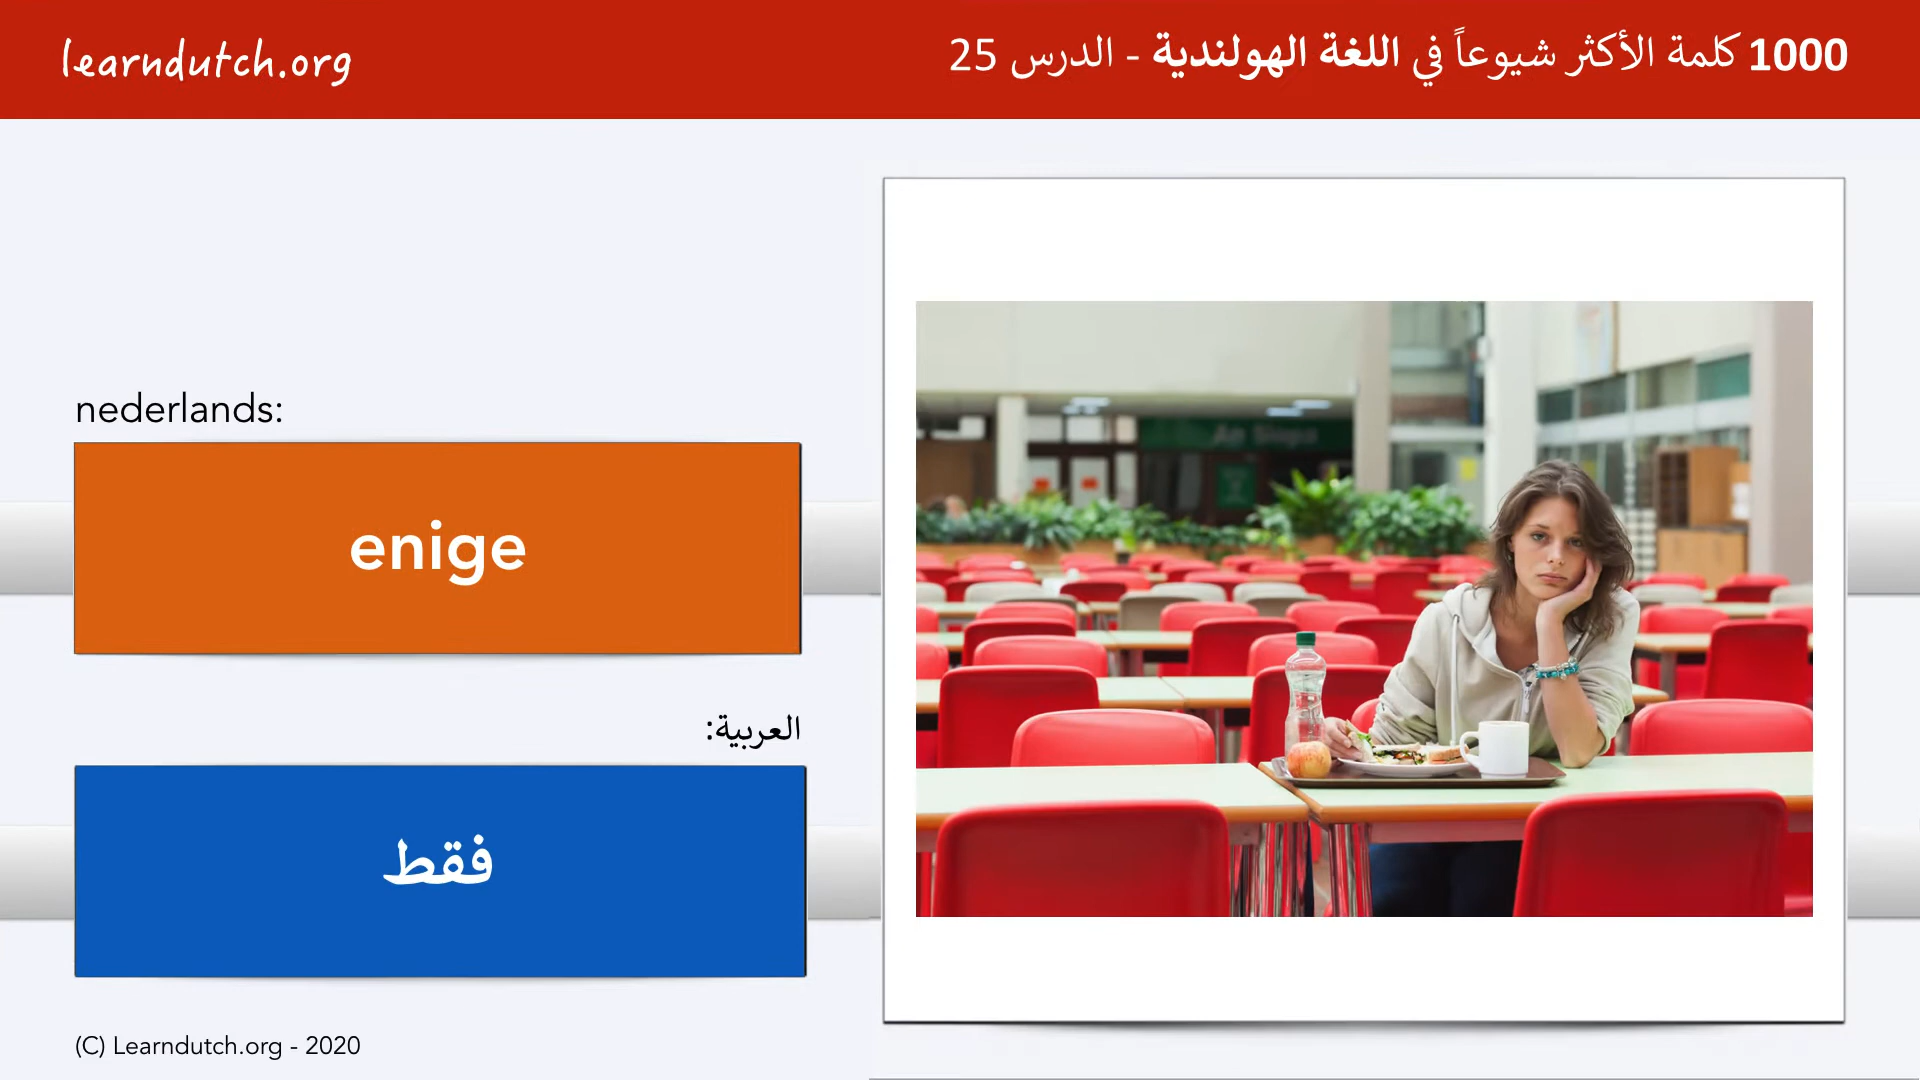 learndutch.org
1000 كلمة الأكثر شيوعاً في اللغة الهولندية - الدرس 25
nederlands:
enige
العربية:
فقط
(C) Learndutch.org - 2020